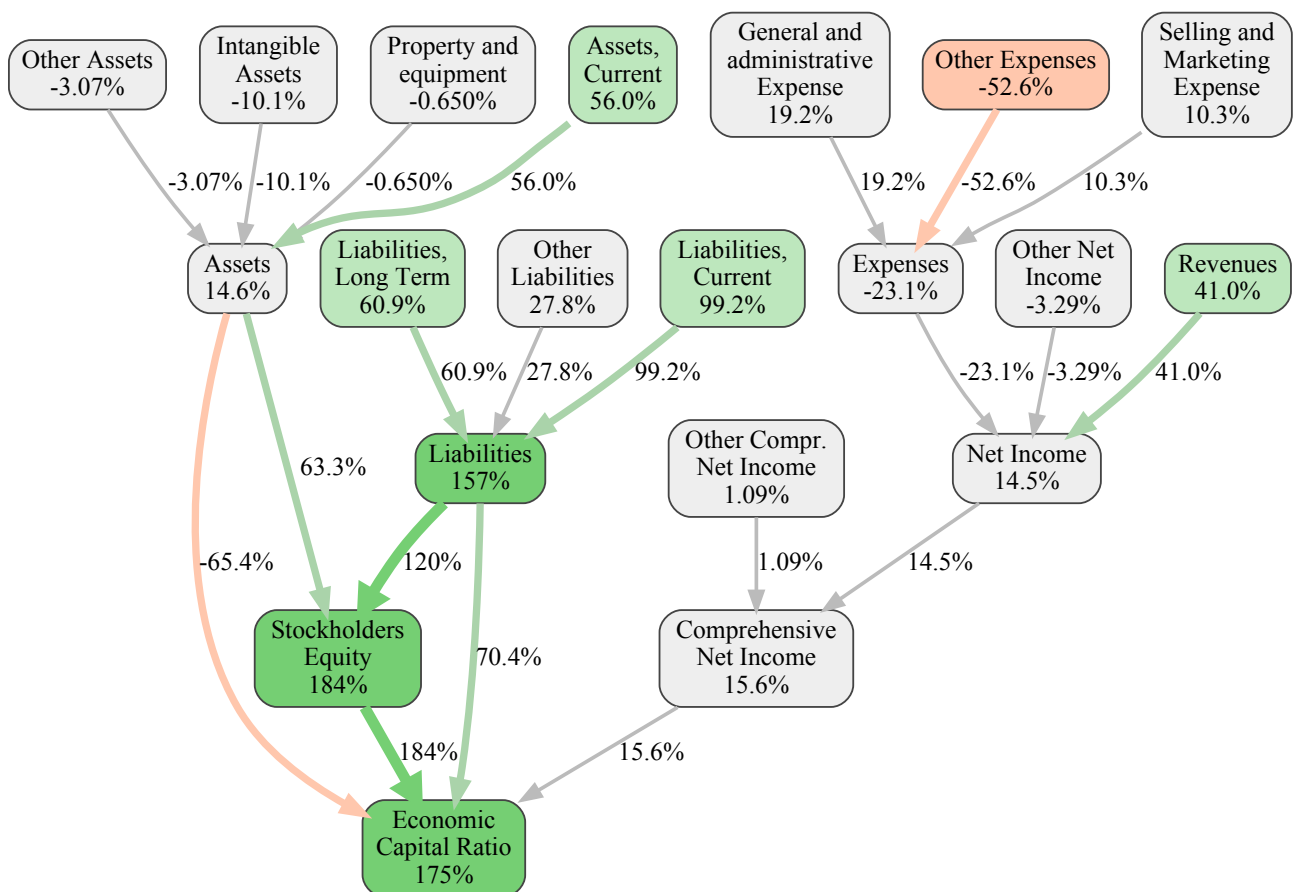 Other Assets
-3.07%
Intangible
Assets
-10.1%
Property and
equipment
-0.650%
Assets,
Current
56.0%
General and
administrative
Expense
19.2%
Other Expenses
-52.6%
Selling and
Marketing
Expense
10.3%
-3.07%
-10.1%
-0.650%
56.0%
19.2%
-52.6%
10.3%
Assets
14.6%
Liabilities,
Long Term
60.9%
Other
Liabilities
27.8%
Liabilities,
Current
99.2%
Expenses
-23.1%
Other Net
Income
-3.29%
Revenues
41.0%
60.9%
27.8%
99.2%
-23.1%
-3.29%
41.0%
63.3%
Liabilities
157%
Other Compr.
Net Income
1.09%
Net Income
14.5%
-65.4%
120%
1.09%
14.5%
Stockholders
Equity
184%
70.4%
Comprehensive
Net Income
15.6%
184%
15.6%
Economic
Capital Ratio
175%